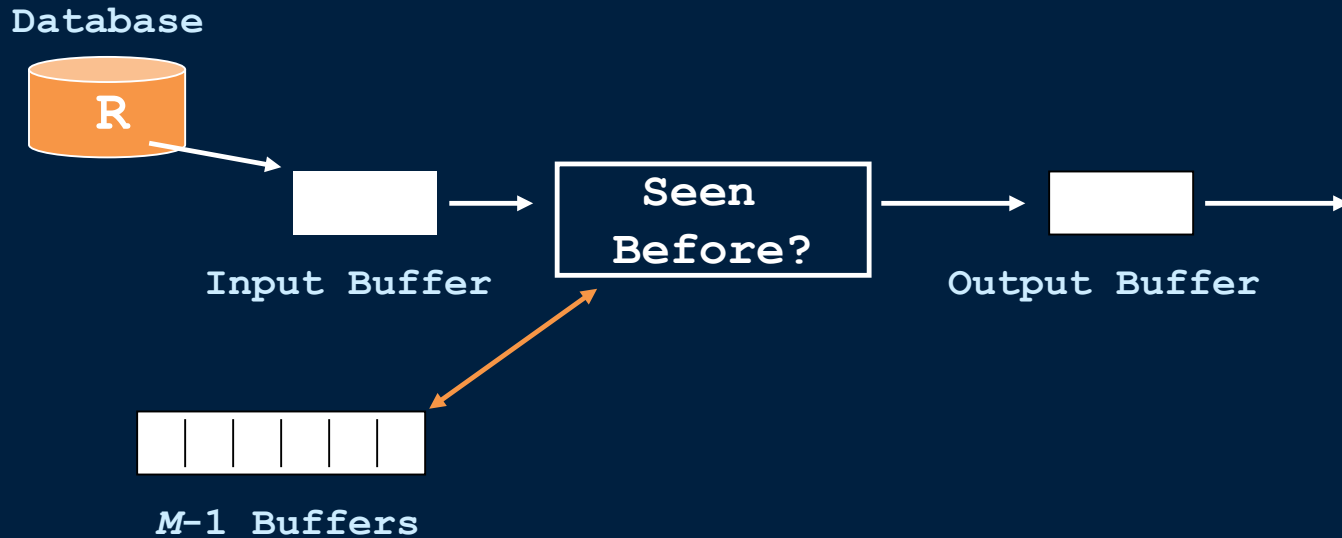 Database
R
Seen
Before?
Input Buffer
Output Buffer
M-1 Buffers